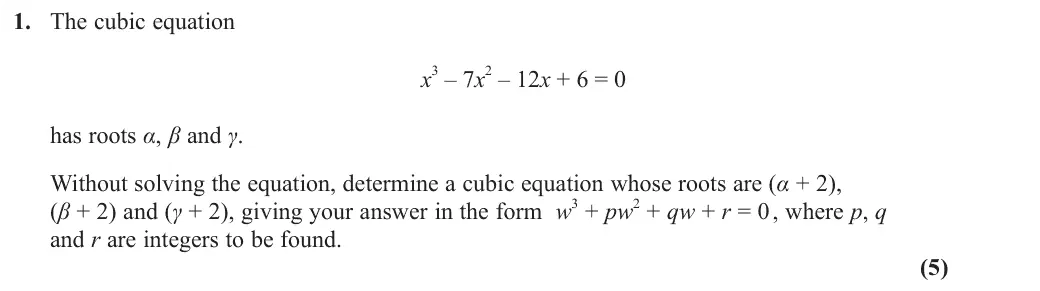 1. The cubic equation
x³ – 7x² – 12x + 6 = 0
has roots α, β and γ.
Without solving the equation, determine a cubic equation whose roots are (α + 2),
(β + 2) and (γ + 2), giving your answer in the form w³ + pw² + qw + r = 0, where p, q
and r are integers to be found.
(5)